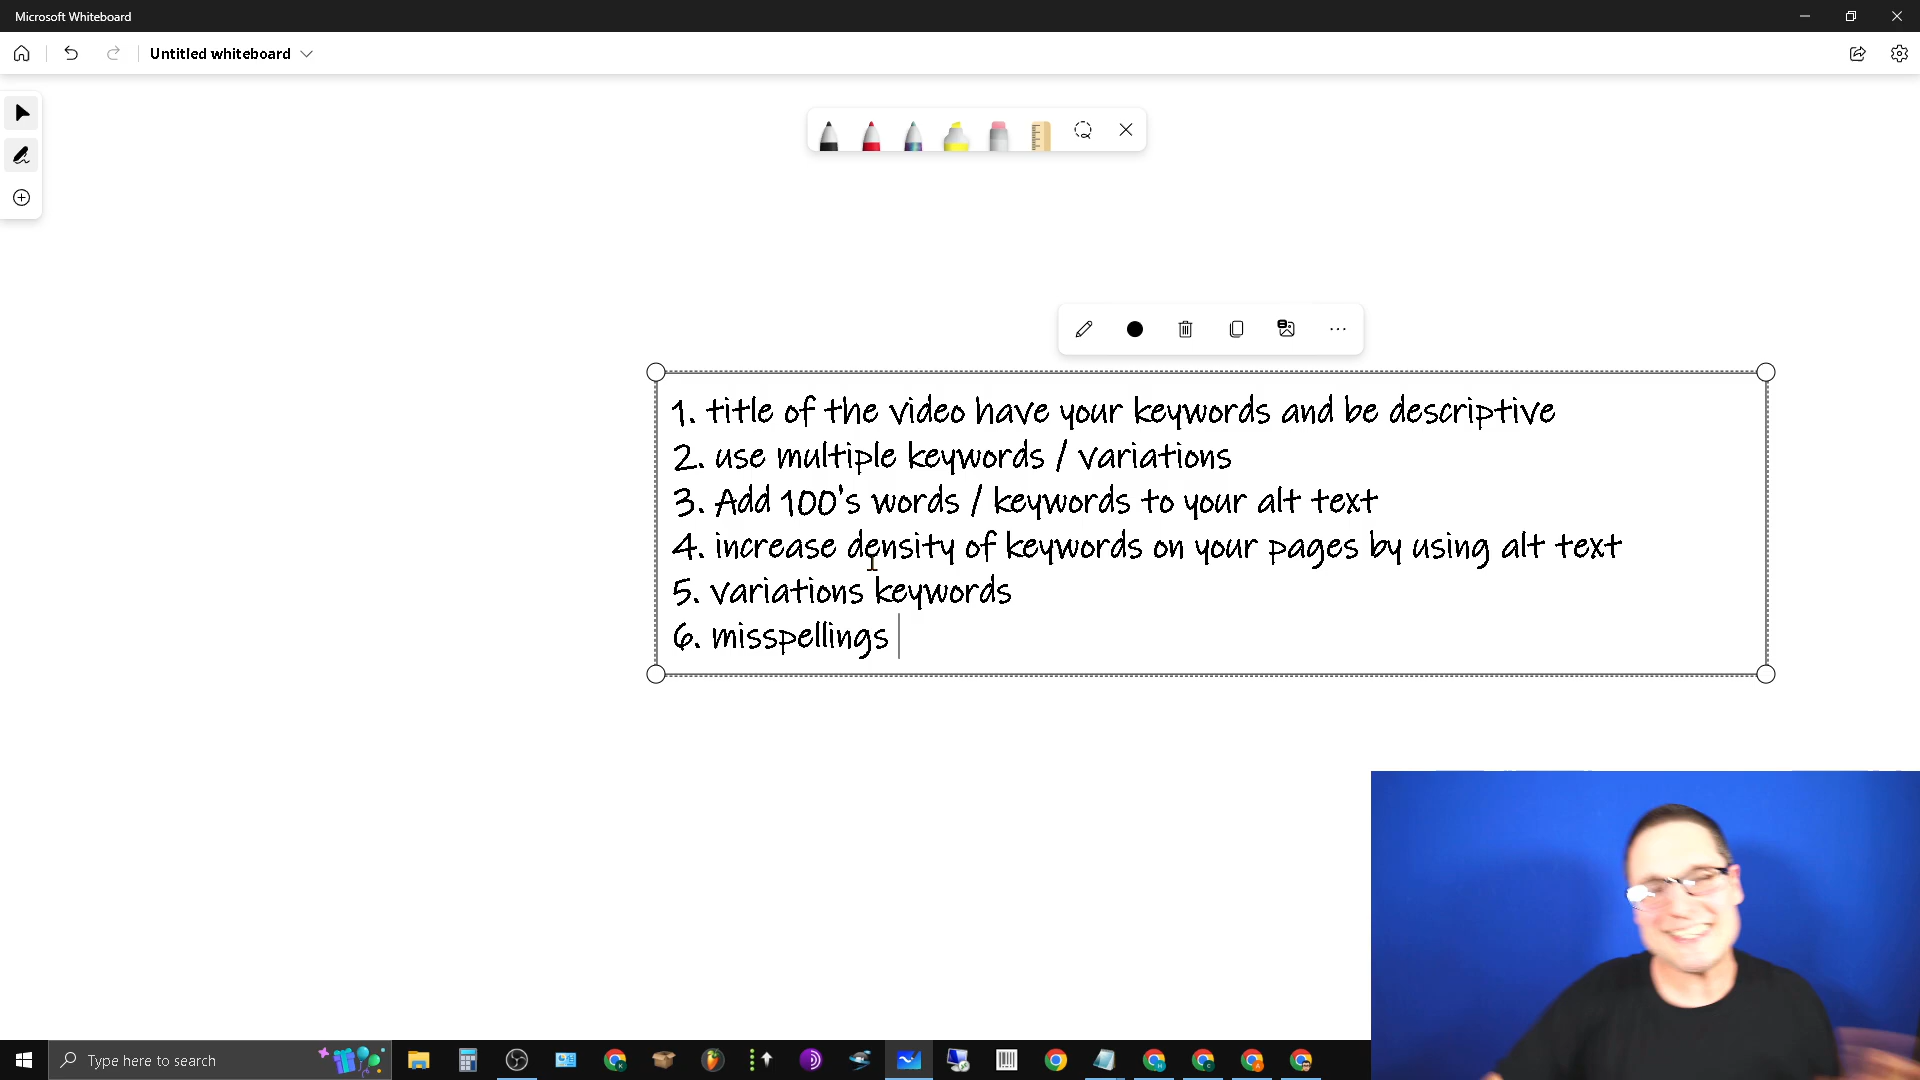 Microsoft Whiteboard
Untitled whiteboard
1. title of the video have your keywords and be descriptive
2. use multiple keywords / variations
3. Add 100's words / keywords to your alt text
4. increase density of keywords on your pages by using alt text
5. variations keywords
6. misspellings
Type here to search